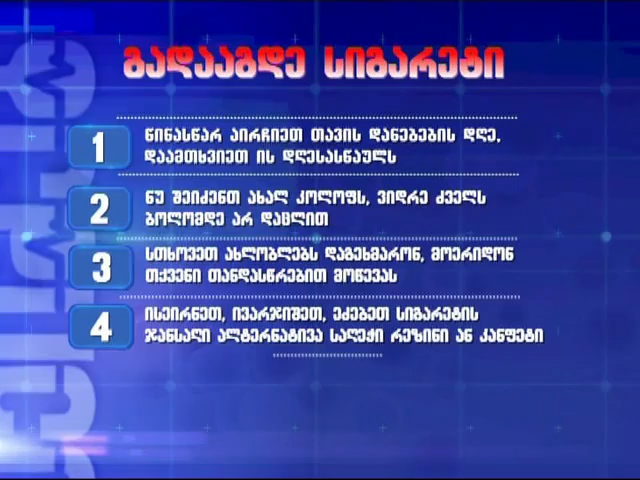 გადააგდე სიგარეტი
1
წინასწარ აირჩიეთ თავის დანებების დღე.
დაამთხვიეთ ის დღესასწაულს
2
ნუ შეიძენთ ახალ კოლოფს, ვიდრე ძველს
ბოლომდე არ დაცლით
3
სთხოვეთ ახლობლებს დაგეხმარონ, მოერიდონ
თქვენი თანდასწრებით მოწევას
4
ისეირნეთ, ივარჯიშეთ, ეძებეთ სიგარეტის
ჯანსაღი ალტერნატივა საღეჭი რეზინი ან კანფეტი